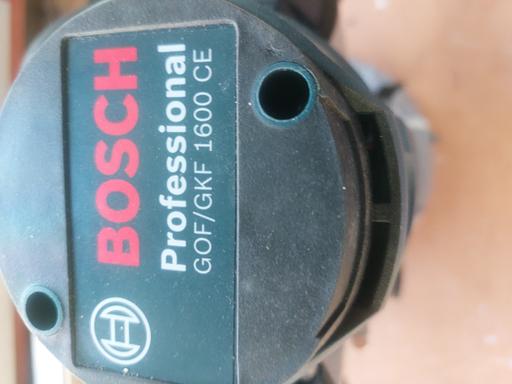 BOSCH
Professional
GOF/GKF 1600 CE